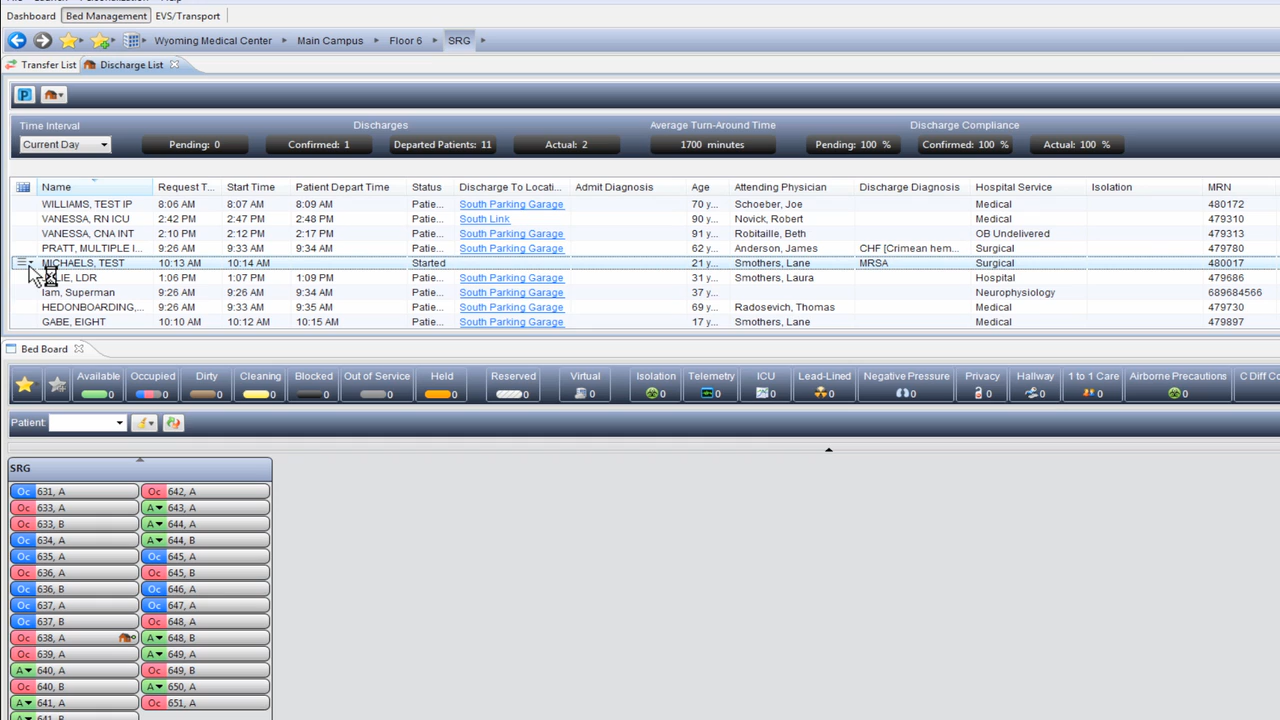 Dashboard Bed Management EVS/Transport
Wyoming Medical Center Main Campus Floor 6 SRG
Transfer List Discharge List
P
Time Interval Discharges Average Turn-Around Time Discharge Compliance
Current Day Pending: 0 Confirmed: 1 Departed Patients: 11 Actual: 2 1700 minutes Pending: 100 % Confirmed: 100 % Actual: 100 %
Name Request T... Start Time Patient Depart Time Status Discharge To Locati... Admit Diagnosis Age Attending Physician Discharge Diagnosis Hospital Service Isolation MRN
WILLIAMS, TEST IP 8:06 AM 8:07 AM 8:09 AM Patie... South Parking Garage 70 y... Schoeber, Joe Medical 480172
VANESSA, RN ICU 2:42 PM 2:47 PM 2:48 PM Patie... South Link 90 y... Novick, Robert Medical 479310
VANESSA, CNA INT 2:10 PM 2:12 PM 2:17 PM Patie... South Parking Garage 91 y... Robitaille, Beth OB Undelivered 479313
PRATT, MULTIPLE I... 9:26 AM 9:33 AM 9:34 AM Patie... South Parking Garage 62 y... Anderson, James CHF [Crimean hem... Surgical 479780
MICHAELS, TEST 10:13 AM 10:14 AM Started 21 y... Smothers, Lane MRSA Surgical 480017
LDR 1:06 PM 1:07 PM 1:09 PM Patie... South Parking Garage 31 y... Smothers, Laura Hospital 479686
Iam, Superman 9:26 AM 9:26 AM 9:34 AM Patie... South Parking Garage 37 y... Neurophysiology 689684
HEDONBOARDING,... 9:26 AM 9:33 AM 9:35 AM Patie... South Parking Garage 69 y... Radosevich, Thomas Medical 479730
GABE, EIGHT 10:10 AM 10:12 AM 10:15 AM Patie... South Parking Garage 17 y... Smothers, Lane Medical 479897
Bed Board
Available Occupied Dirty Cleaning Blocked Out of Service Held Reserved Virtual Isolation Telemetry ICU Lead-Lined Negative Pressure Privacy Hallway 1 to 1 Care Airborne Precautions C Diff Co
0 0 0 0 0 0 0 0 0 0 0 0 0 0 0 0 0 0
Patient:
SRG
Oc 631, A Oc 642, A
Oc 633, A A 643, A
Oc 633, B A 644, A
Oc 634, A A 644, B
Oc 635, A Oc 645, A
Oc 636, A Oc 645, B
Oc 636, B Oc 646, A
Oc 637, A Oc 647, A
Oc 637, B Oc 648, A
Oc 638, A A 648, B
Oc 639, A A 649, A
A 640, A Oc 649, B
Oc 640, B A 650, A
A 641, A Oc 651, A
A 641, B